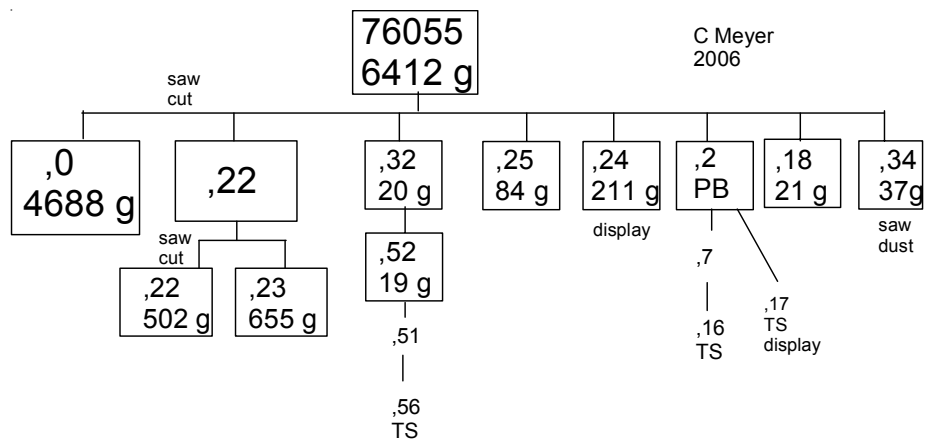 76055
6412 g
C Meyer
2006
saw
cut
,0
4688 g
,22
,32
20 g
,25
84 g
,24
211 g
display
,2
PB
,18
21 g
,34
37g
saw
dust
saw
cut
,22
502 g
,23
655 g
,52
19 g
,51
,56
TS
,7
,16
TS
,17
TS
display